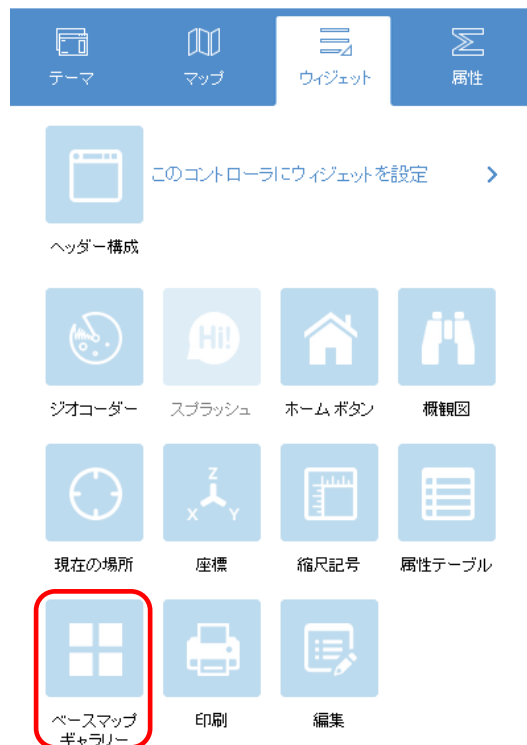 テーマ
マップ
ウィジェット
属性
このコントローラにウィジェットを設定
ヘッダー構成
Hi!
ジオコーダー
スプラッシュ
ホーム ボタン
概観図
Z
X Y
現在の場所
座標
縮尺記号
属性テーブル
ベースマップ
ギャラリー
印刷
編集